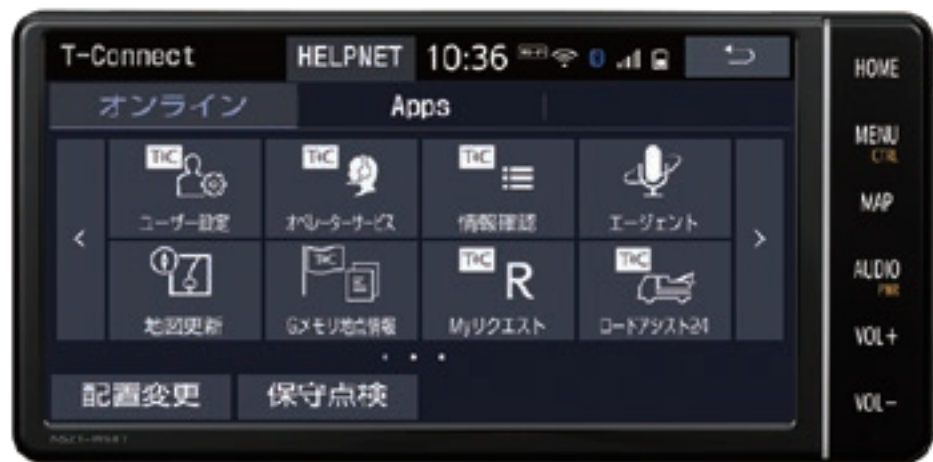 T-Connect
HELPNET 10:36 Wi-Fi
オンライン
Apps
T|C T|C T|C
ユーザー設定 オペレーターサービス 情報確認 エージェント
T|C T|C R T|C
地図更新 Gメモリ地点情報 Myリクエスト ロードアシスト24
配置変更 保守点検
HOME
MENU
CTRL
MAP
AUDIO
PWR
VOL+
VOL-